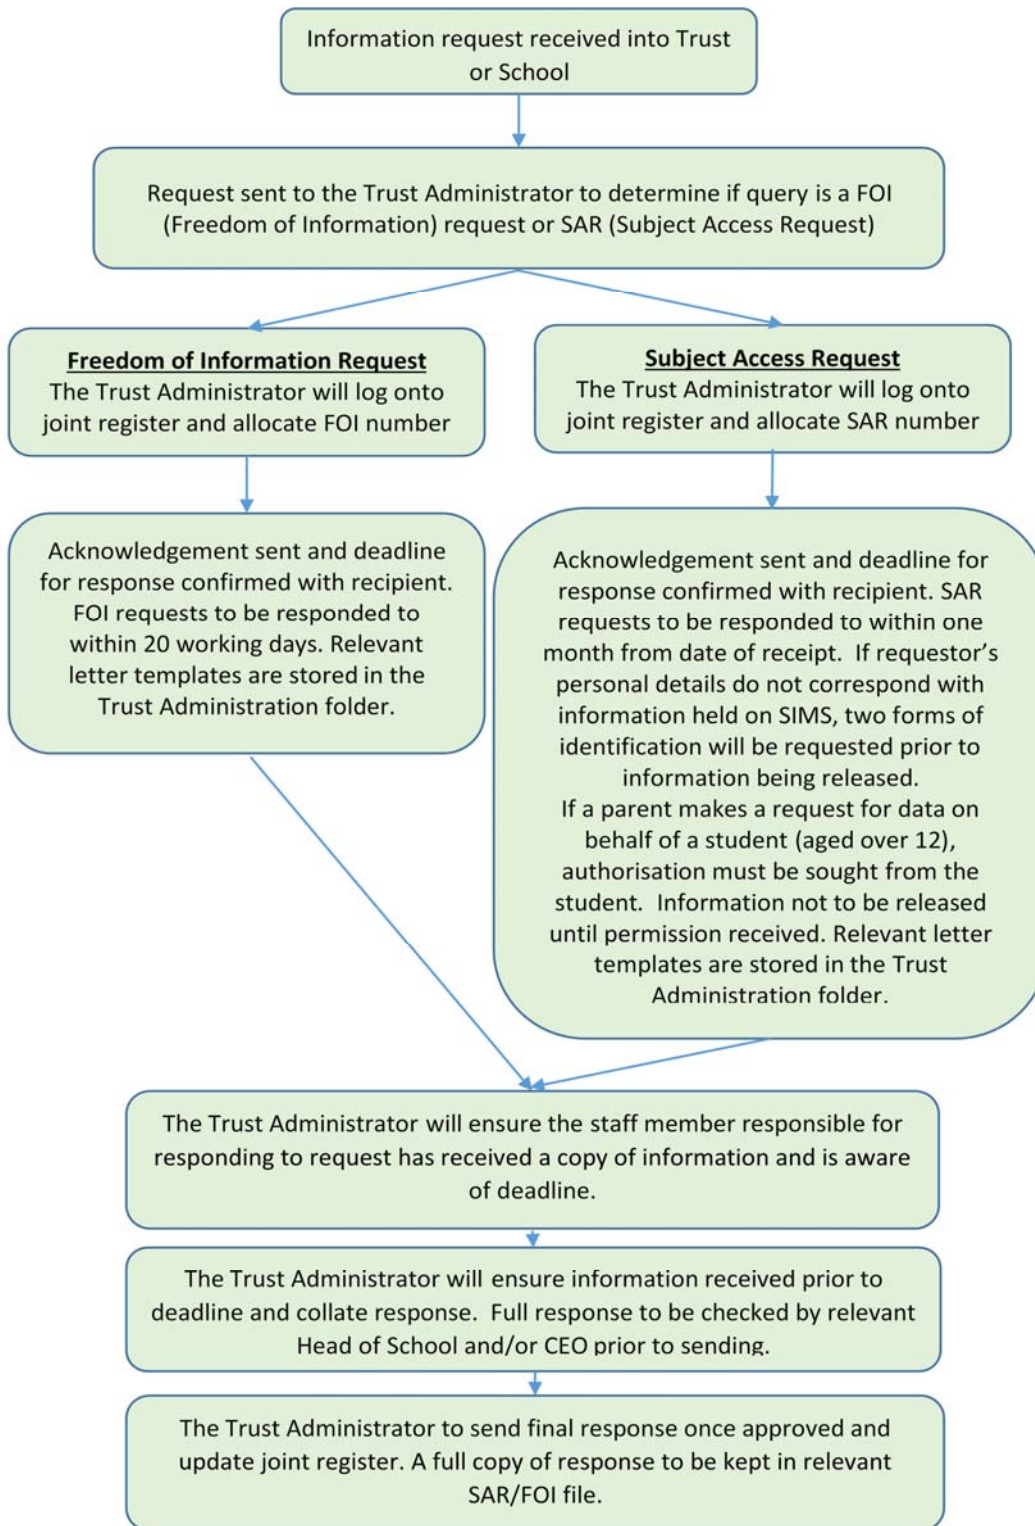 Information request received into Trust
or School
Request sent to the Trust Administrator to determine if query is a FOI
(Freedom of Information) request or SAR (Subject Access Request)
Freedom of Information Request
The Trust Administrator will log onto
joint register and allocate FOI number
Subject Access Request
The Trust Administrator will log onto
joint register and allocate SAR number
Acknowledgement sent and deadline
for response confirmed with recipient.
FOI requests to be responded to
within 20 working days. Relevant
letter templates are stored in the
Trust Administration folder.
Acknowledgement sent and deadline for
response confirmed with recipient. SAR
requests to be responded to within one
month from date of receipt.  If requestor’s
personal details do not correspond with
information held on SIMS, two forms of
identification will be requested prior to
information being released.
If a parent makes a request for data on
behalf of a student (aged over 12),
authorisation must be sought from the
student.  Information not to be released
until permission received. Relevant letter
templates are stored in the Trust
Administration folder.
The Trust Administrator will ensure the staff member responsible for
responding to request has received a copy of information and is aware
of deadline.
The Trust Administrator will ensure information received prior to
deadline and collate response.  Full response to be checked by relevant
Head of School and/or CEO prior to sending.
The Trust Administrator to send final response once approved and
update joint register. A full copy of response to be kept in relevant
SAR/FOI file.